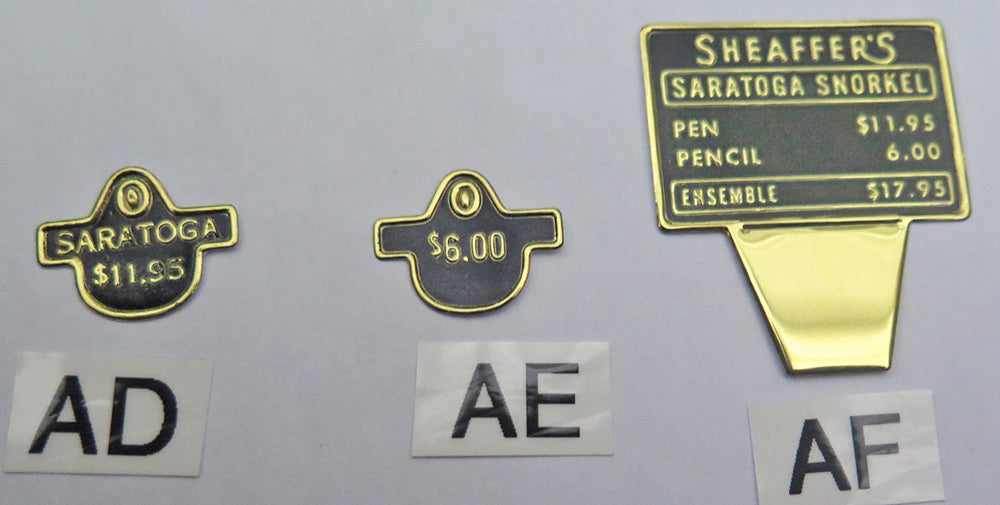 SARATOGA
$11.95
AD
$6.00
AE
SHEAFFER'S
SARATOGA SNORKEL
PEN $11.95
PENCIL 6.00
ENSEMBLE $17.95
AF